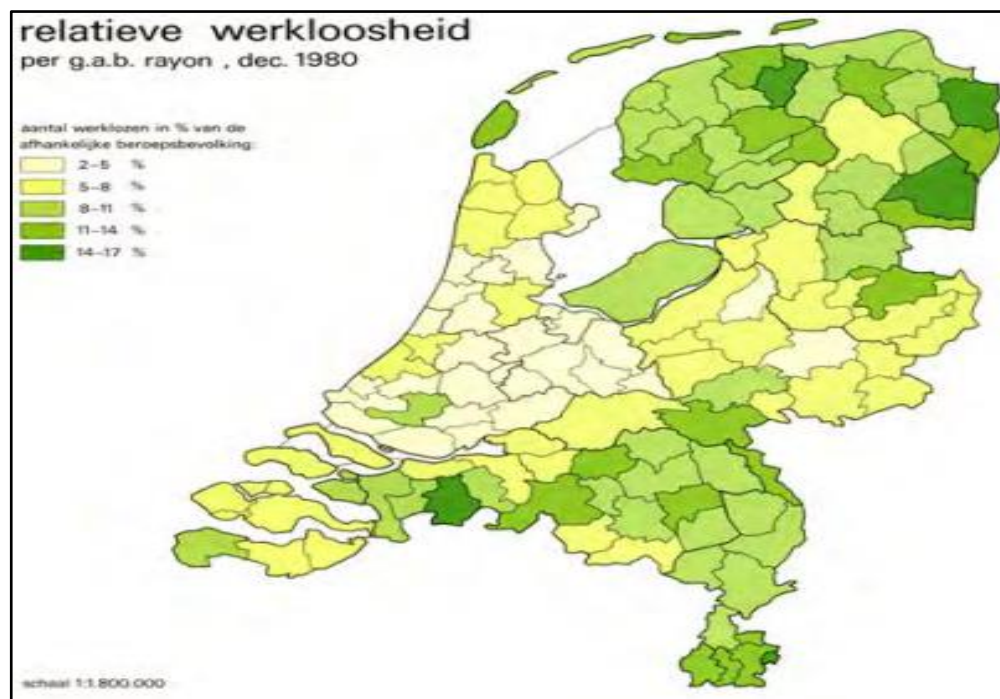 relatieve werkloosheid
per g.a.b. rayon , dec. 1980
aantal werklozen in % van de
afhankelijke beroepsbevolking:
2-5 %
5-8 %
8-11 %
11-14 %
14-17 %
schaal 1:1.800.000